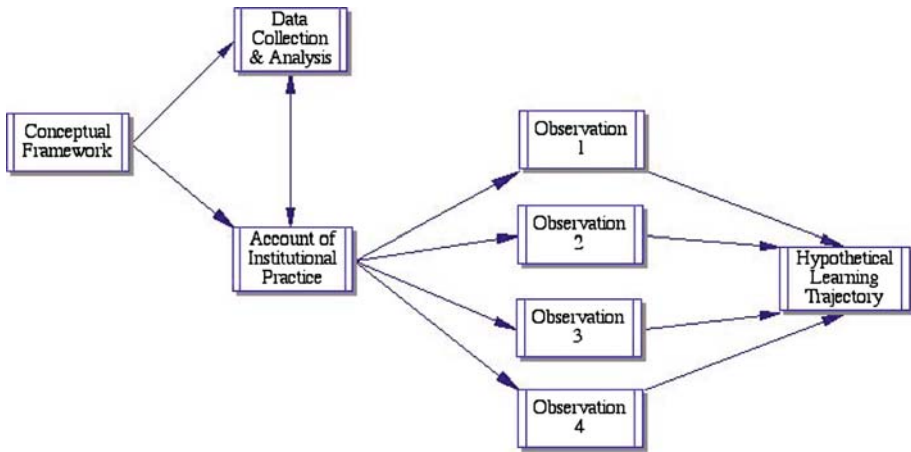 Data
Collection
& Analysis
Conceptual
Framework
Account of
Institutional
Practice
Observation
1
Observation
2
Observation
3
Observation
4
Hypothetical
Learning
Trajectory